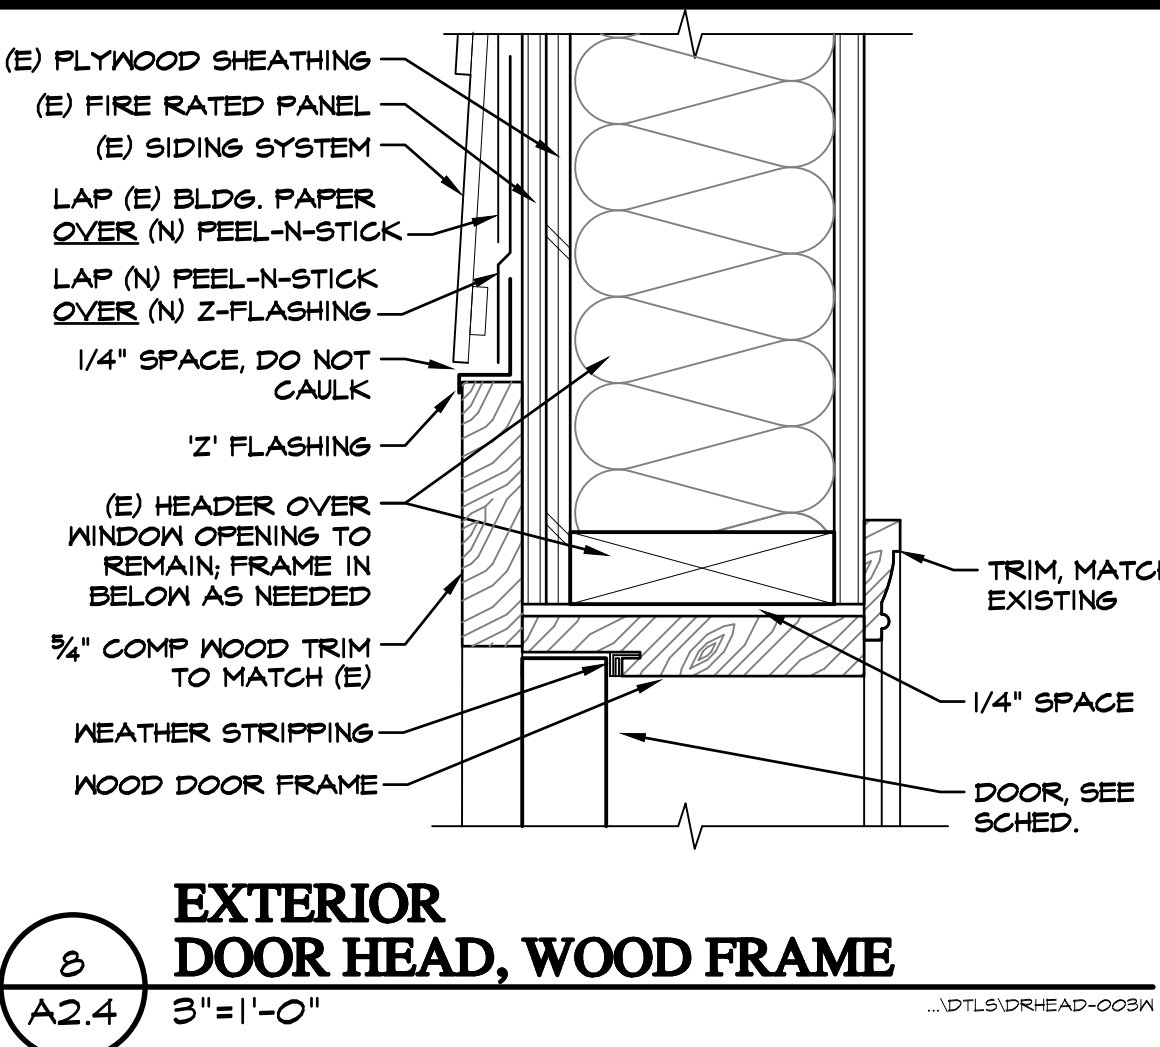 (E) PLYWOOD SHEATHING
(E) FIRE RATED PANEL
(E) SIDING SYSTEM
LAP (E) BLDG. PAPER
OVER (N) PEEL-N-STICK
LAP (N) PEEL-N-STICK
OVER (N) Z-FLASHING
1/4" SPACE, DO NOT
CAULK
'Z' FLASHING
(E) HEADER OVER
WINDOW OPENING TO
REMAIN; FRAME IN
BELOW AS NEEDED
5/4" COMP WOOD TRIM
TO MATCH (E)
WEATHER STRIPPING
WOOD DOOR FRAME
TRIM, MATCH
EXISTING
1/4" SPACE
DOOR, SEE
SCHED.
EXTERIOR
DOOR HEAD, WOOD FRAME
8
A2.4
3"=1'-0"
...\DTLS\DRHEAD-003W